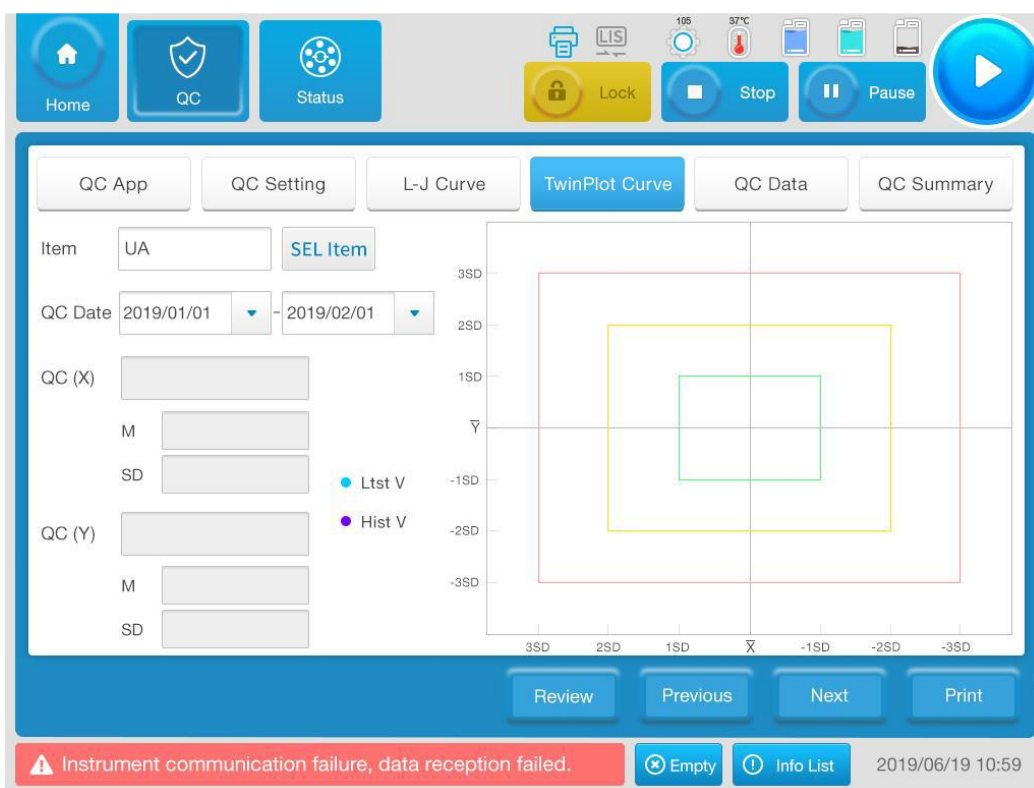 105 37℃
LIS
Home QC Status Lock Stop Pause
QC App QC Setting L-J Curve TwinPlot Curve QC Data QC Summary
Item UA SEL Item
QC Date 2019/01/01 - 2019/02/01
QC (X)
M
SD
Ltst V
Hist V
QC (Y)
M
SD
3SD
2SD
1SD
Y̅
-1SD
-2SD
-3SD
3SD 2SD 1SD X̅ -1SD -2SD -3SD
Review Previous Next Print
Instrument communication failure, data reception failed. Empty Info List 2019/06/19 10:59